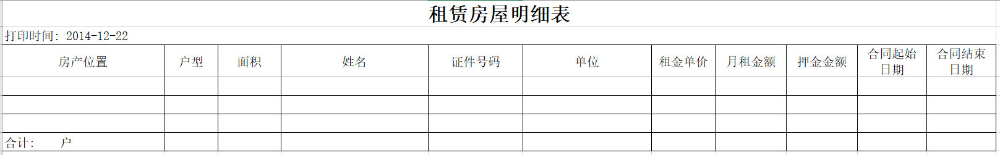 租赁房屋明细表
打印时间: 2014-12-22
房产位置 户型 面积 姓名 证件号码 单位 租金单价 月租金额 押金金额 合同起始日期 合同结束日期
合计: 户